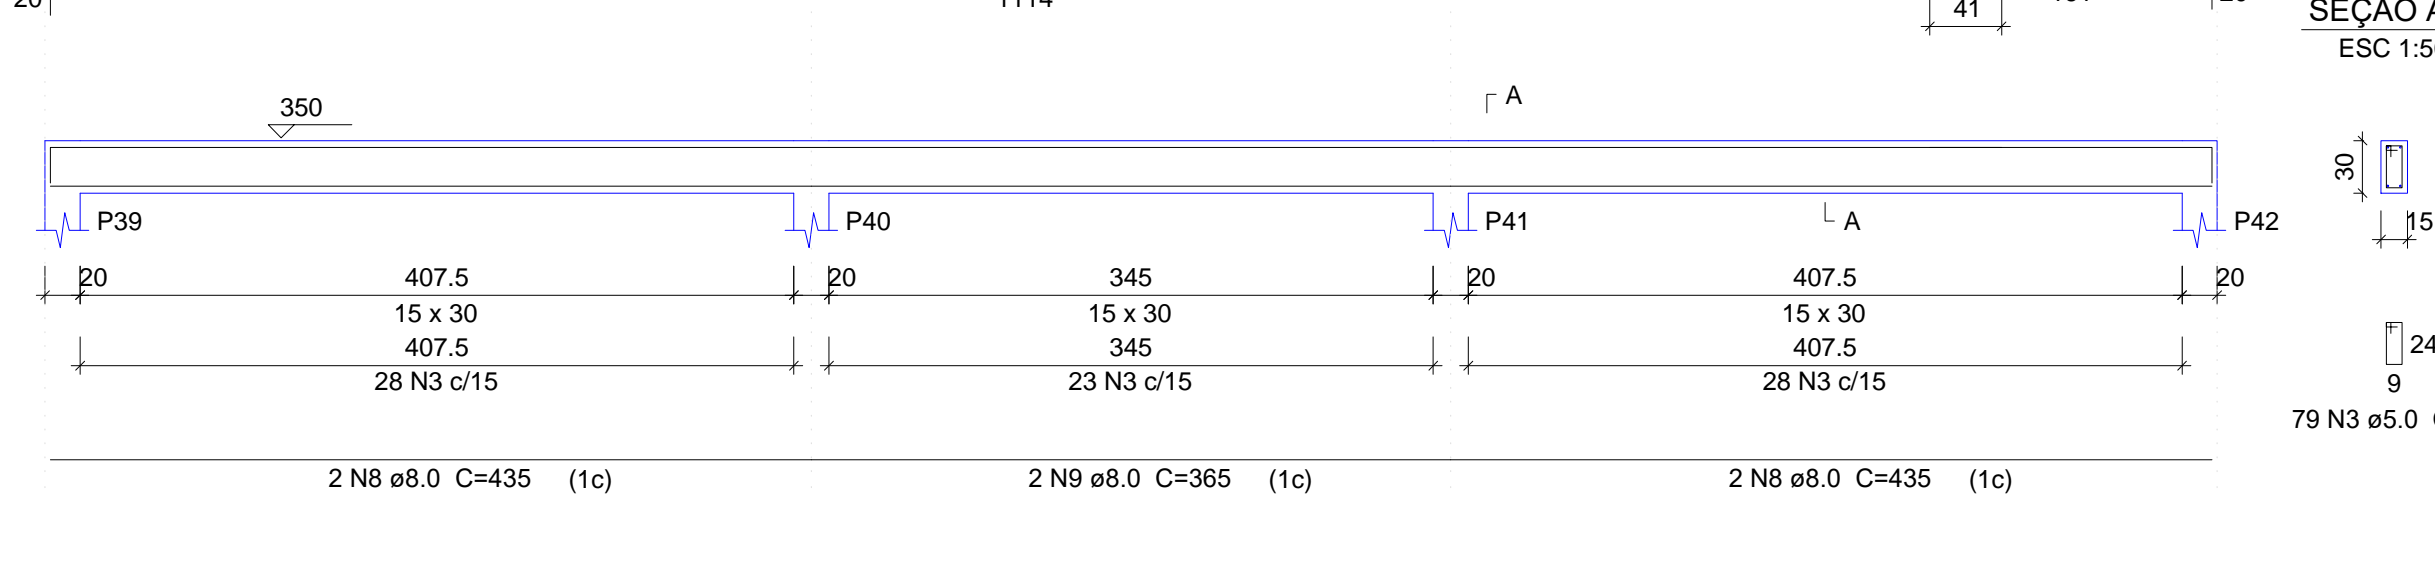 20
41
SEÇÃO A
ESC 1:5
350
A
30
P39 P40 P41 A P42
15
20 407.5 20 345 20 407.5 20
15 x 30 15 x 30 15 x 30
407.5 345 407.5
24
28 N3 c/15 23 N3 c/15 28 N3 c/15
9
79 N3 ø5.0
2 N8 ø8.0 C=435 (1c) 2 N9 ø8.0 C=365 (1c) 2 N8 ø8.0 C=435 (1c)